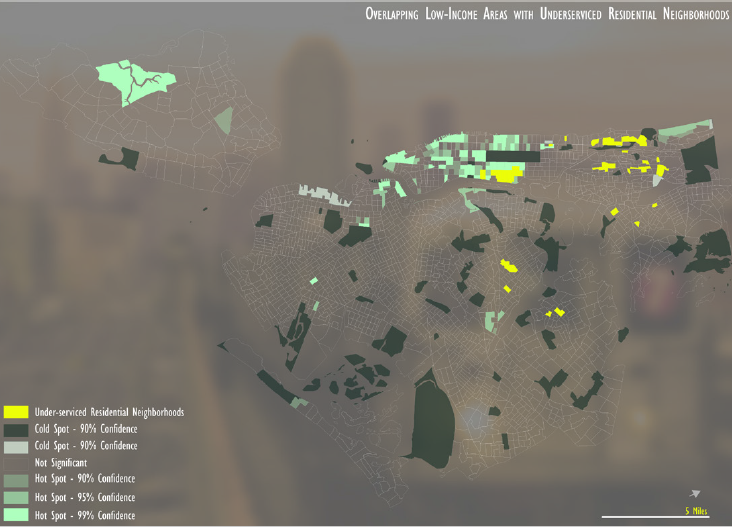 Overlapping Low-Income Areas with Underserviced Residential Neighborhoods
Under-serviced Residential Neighborhoods
Cold Spot - 90% Confidence
Cold Spot - 90% Confidence
Not Significant
Hot Spot - 90% Confidence
Hot Spot - 95% Confidence
Hot Spot - 99% Confidence
5 Miles